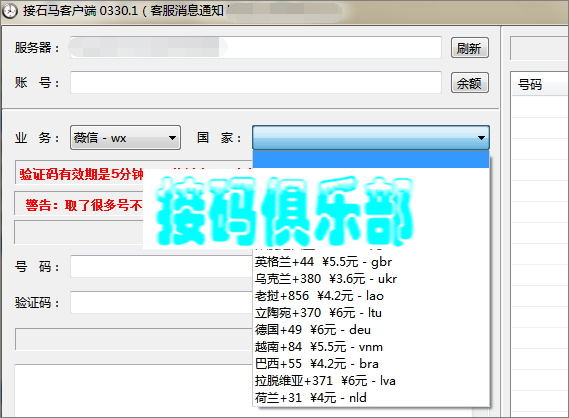 接石马客户端 0330.1 ( 客服消息通知
服务器：
刷新
账 号：
余额
号码
业 务：
微信 - wx
国 家：
验证码有效期是5分钟
警告：取了很多号不
接码俱乐部
号 码：
英格兰+44 ¥5.5元 - gbr
乌克兰+380 ¥3.6元 - ukr
老挝+856 ¥4.2元 - lao
验证码：
立陶宛+370 ¥6元 - ltu
德国+49 ¥6元 - deu
越南+84 ¥5.5元 - vnm
巴西+55 ¥4.2元 - bra
拉脱维亚+371 ¥6元 - lva
荷兰+31 ¥4元 - nld